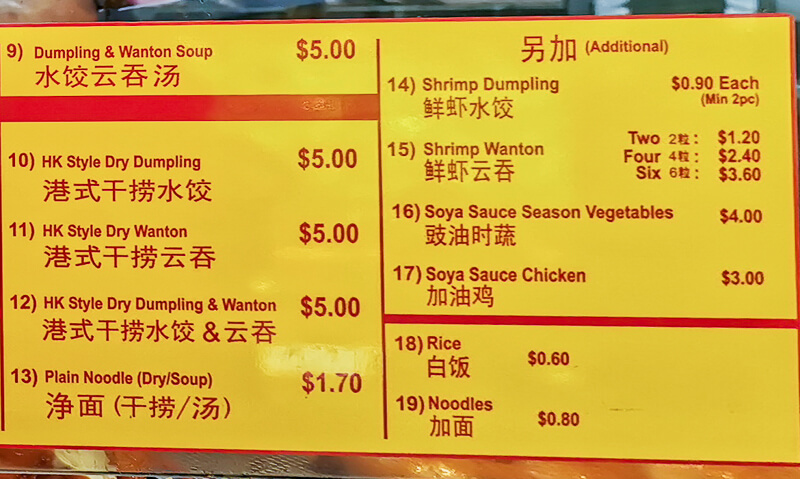 9) Dumpling & Wanton Soup $5.00
水饺云吞汤
10) HK Style Dry Dumpling $5.00
港式干捞水饺
11) HK Style Dry Wanton $5.00
港式干捞云吞
12) HK Style Dry Dumpling & Wanton $5.00
港式干捞水饺 & 云吞
13) Plain Noodle (Dry/Soup) $1.70
净面 (干捞/汤)
另加 (Additional)
14) Shrimp Dumpling $0.90 Each
鲜虾水饺 (Min 2pc)
15) Shrimp Wanton Two 2粒 : $1.20
鲜虾云吞 Four 4粒 : $2.40
Six 6粒 : $3.60
16) Soya Sauce Season Vegetables $4.00
豉油时蔬
17) Soya Sauce Chicken $3.00
加油鸡
18) Rice $0.60
白饭
19) Noodles $0.80
加面